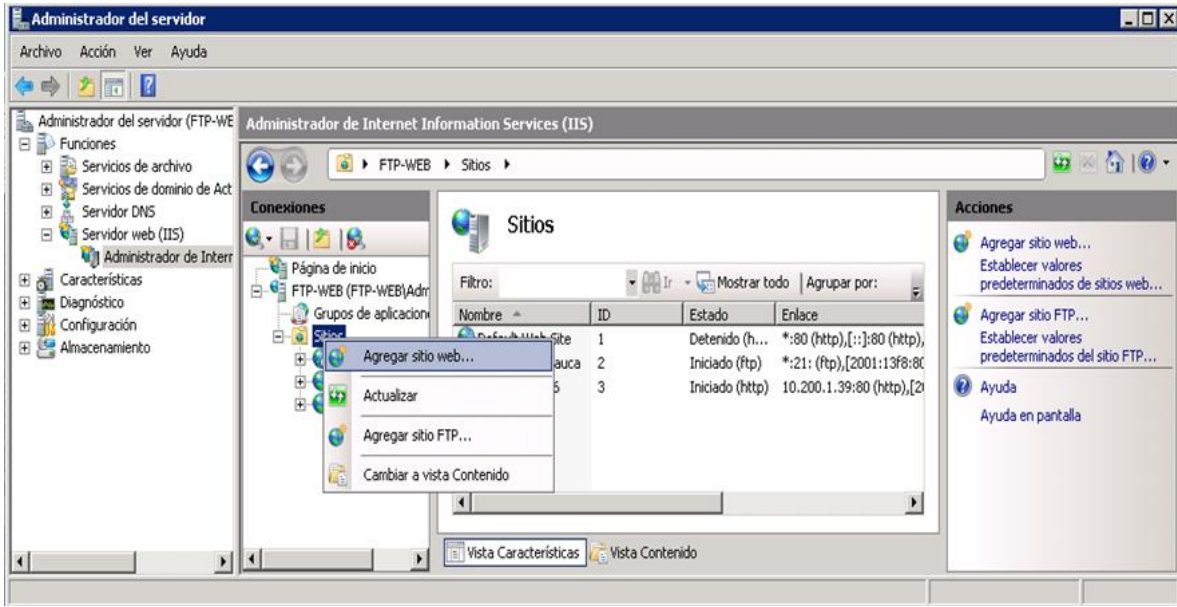 Administrador del servidor
Archivo Acción Ver Ayuda
Administrador del servidor (FTP-WE
Funciones
Servicios de archivo
Servicios de dominio de Act
Servidor DNS
Servidor web (IIS)
Administrador de Interr
Características
Diagnóstico
Configuración
Almacenamiento
Administrador de Internet Information Services (IIS)
FTP-WEB Sitios
Conexiones
Página de inicio
FTP-WEB (FTP-WEB\Adm
Grupos de aplicacione
Sitios
Agregar sitio web...
Actualizar
Agregar sitio FTP...
Cambiar a vista Contenido
Sitios
Filtro: Ir Mostrar todo Agrupar por:
Nombre ID Estado Enlace
Default Web Site 1 Detenido (h... *:80 (http),[::]:80 (http),
auca 2 Iniciado (ftp) *:21: (ftp),[2001:13f8:80
6 3 Iniciado (http) 10.200.1.39:80 (http),[20
Vista Características Vista Contenido
Acciones
Agregar sitio web...
Establecer valores
predeterminados de sitios web...
Agregar sitio FTP...
Establecer valores
predeterminados del sitio FTP...
Ayuda
Ayuda en pantalla